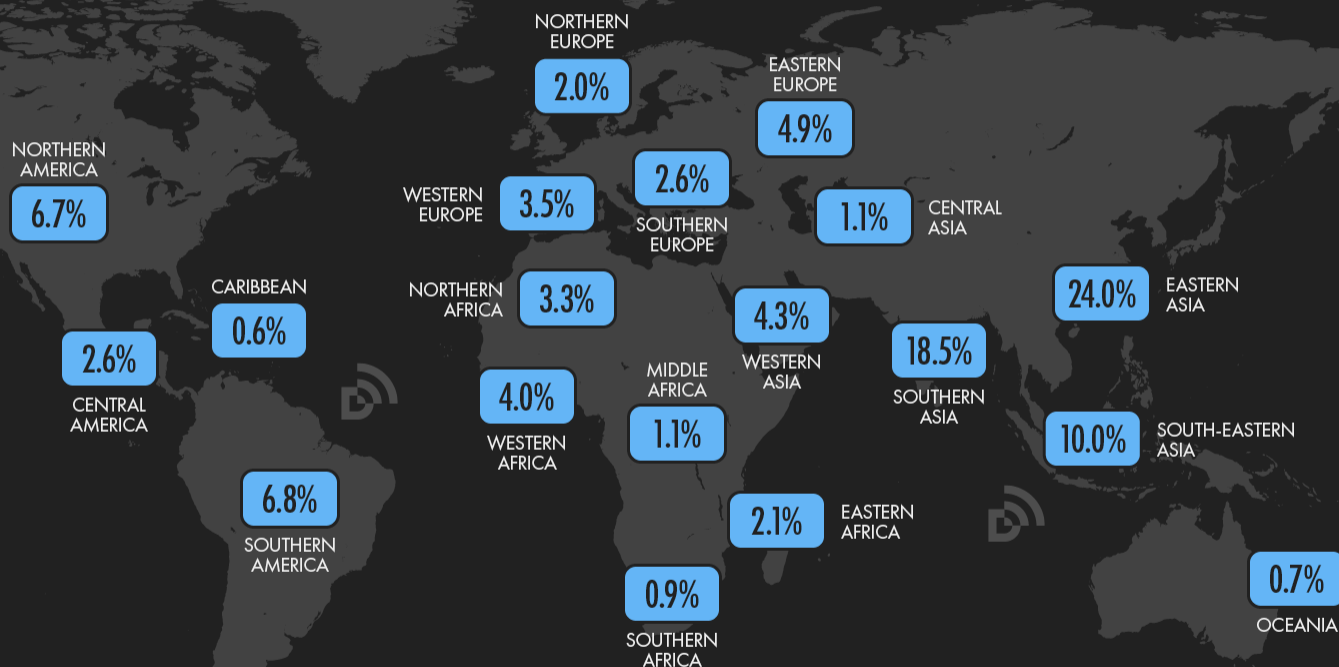 NORTHERN
EUROPE
2.0%
EASTERN
EUROPE
4.9%
NORTHERN
AMERICA
6.7%
WESTERN
EUROPE
3.5%
2.6%
SOUTHERN
EUROPE
1.1%
CENTRAL
ASIA
CARIBBEAN
0.6%
NORTHERN
AFRICA
3.3%
24.0%
EASTERN
ASIA
4.3%
WESTERN
ASIA
18.5%
SOUTHERN
ASIA
2.6%
CENTRAL
AMERICA
4.0%
WESTERN
AFRICA
MIDDLE
AFRICA
1.1%
10.0%
SOUTH-EASTERN
ASIA
6.8%
SOUTHERN
AMERICA
2.1%
EASTERN
AFRICA
0.9%
SOUTHERN
AFRICA
0.7%
OCEANIA